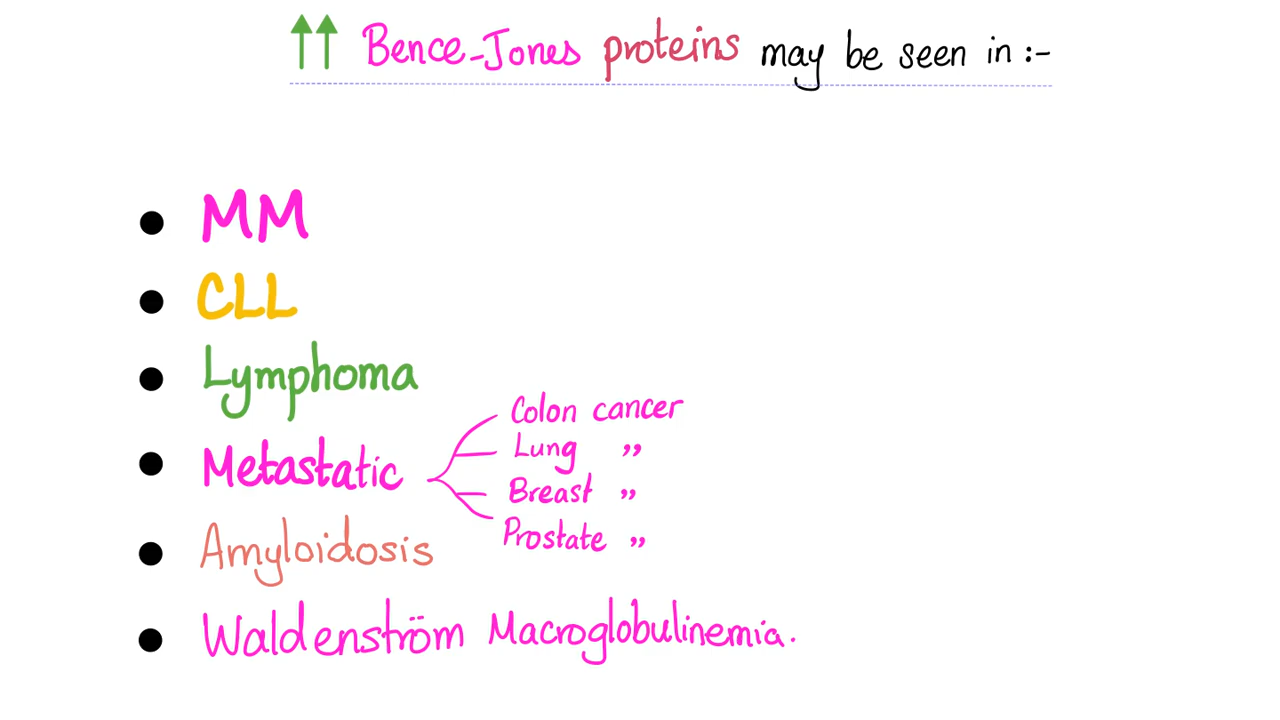 ↑↑ Bence-Jones proteins may be seen in :-
• MM
• CLL
• Lymphoma
• Metastatic
Colon cancer
Lung ”
Breast ”
Prostate ”
• Amyloidosis
• Waldenström Macroglobulinemia.